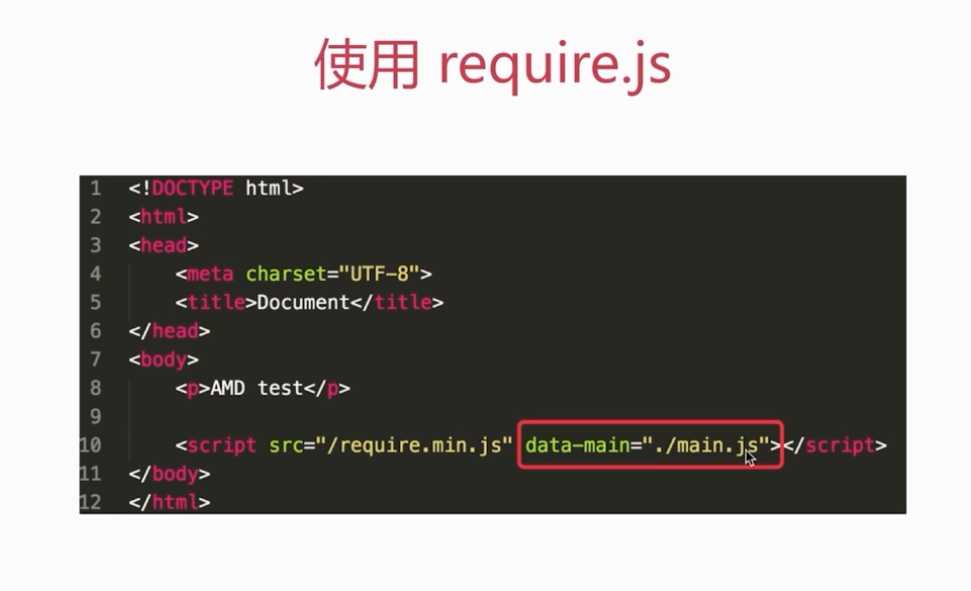 使用 require.js
1 <!DOCTYPE html>
2 <html>
3 <head>
4     <meta charset="UTF-8">
5     <title>Document</title>
6 </head>
7 <body>
8     <p>AMD test</p>
9
10     <script src="/require.min.js" data-main="./main.js"></script>
11 </body>
12 </html>